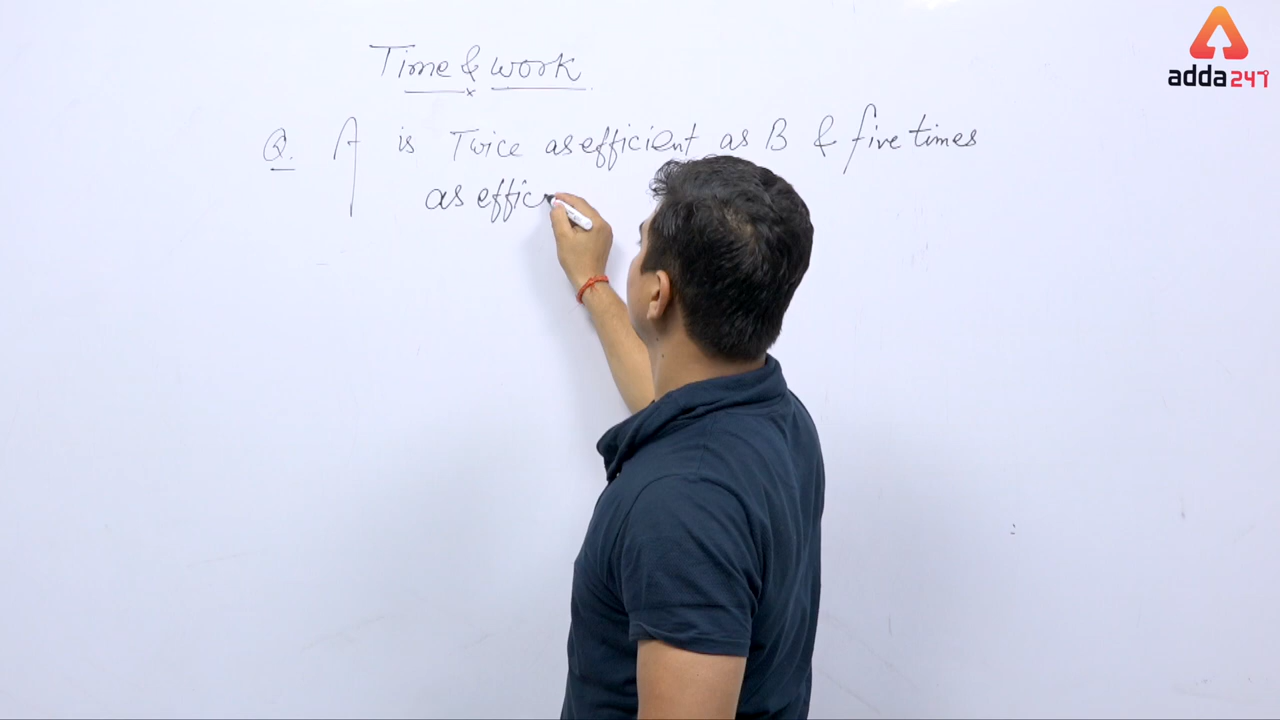 Time & work
adda247
Q. A is Twice as efficient as B & five times
as effic